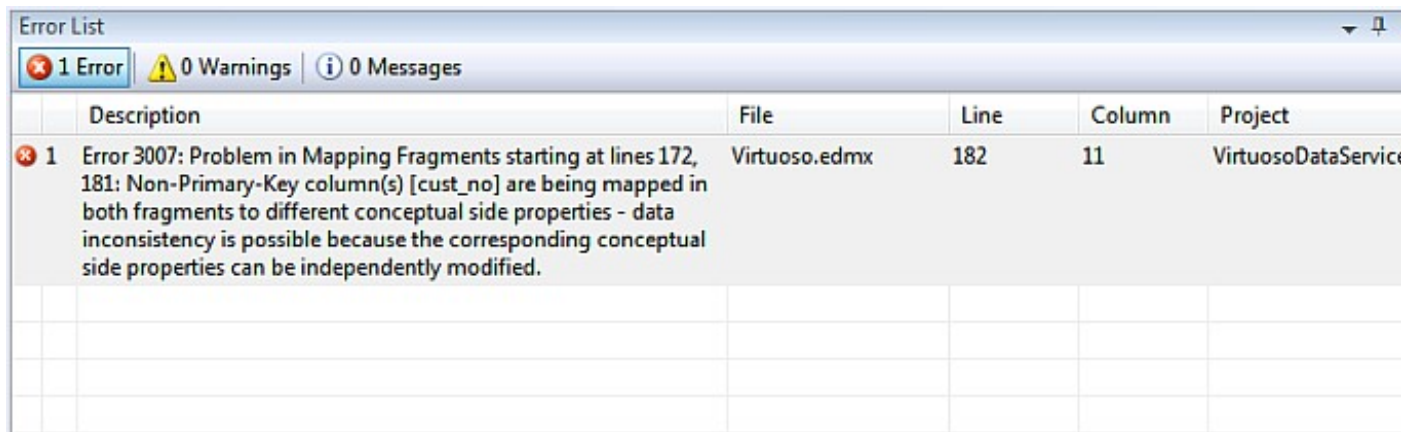 Error List
1 Error 0 Warnings 0 Messages
Description File Line Column Project
1 Error 3007: Problem in Mapping Fragments starting at lines 172, Virtuoso.edmx 182 11 VirtuosoDataService
181: Non-Primary-Key column(s) [cust_no] are being mapped in
both fragments to different conceptual side properties - data
inconsistency is possible because the corresponding conceptual
side properties can be independently modified.